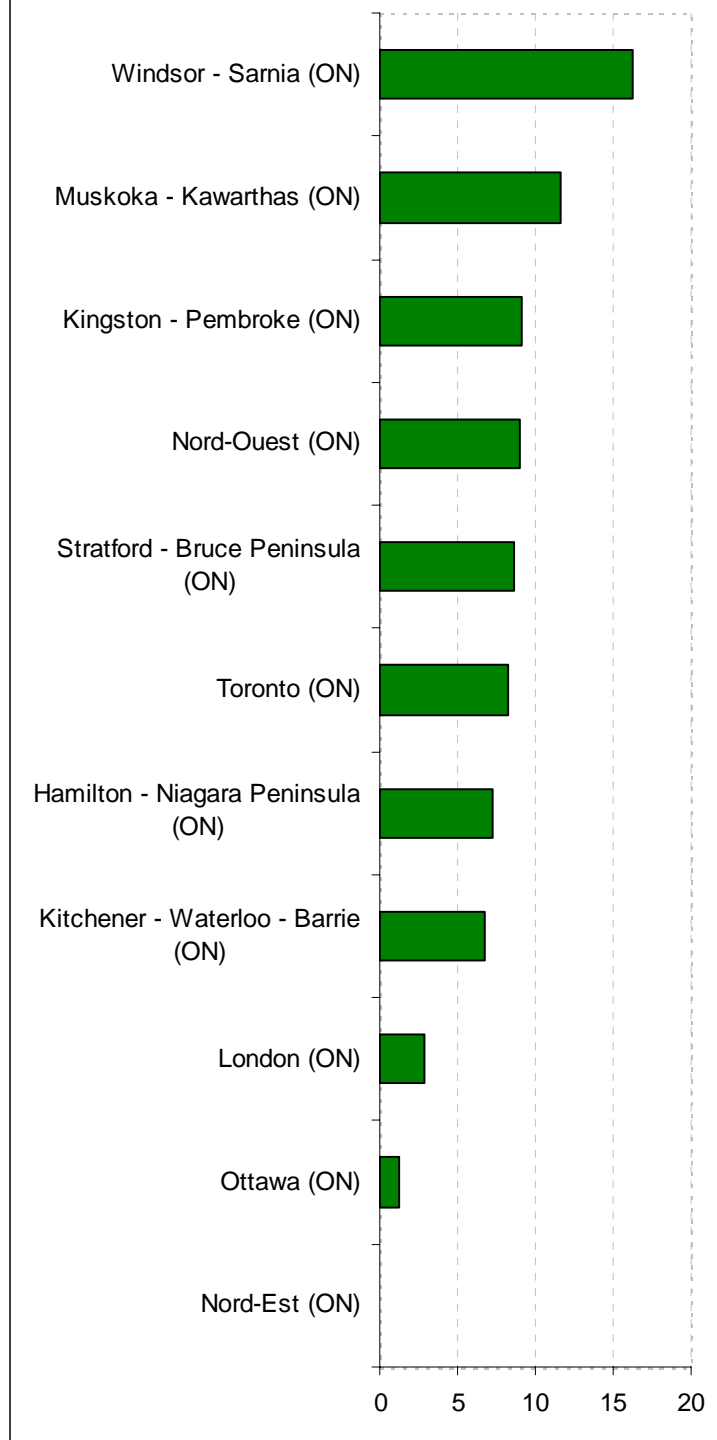 Windsor - Sarnia (ON)
Muskoka - Kawarthas (ON)
Kingston - Pembroke (ON)
Nord-Ouest (ON)
Stratford - Bruce Peninsula
(ON)
Toronto (ON)
Hamilton - Niagara Peninsula
(ON)
Kitchener - Waterloo - Barrie
(ON)
London (ON)
Ottawa (ON)
Nord-Est (ON)
0 5 10 15 20